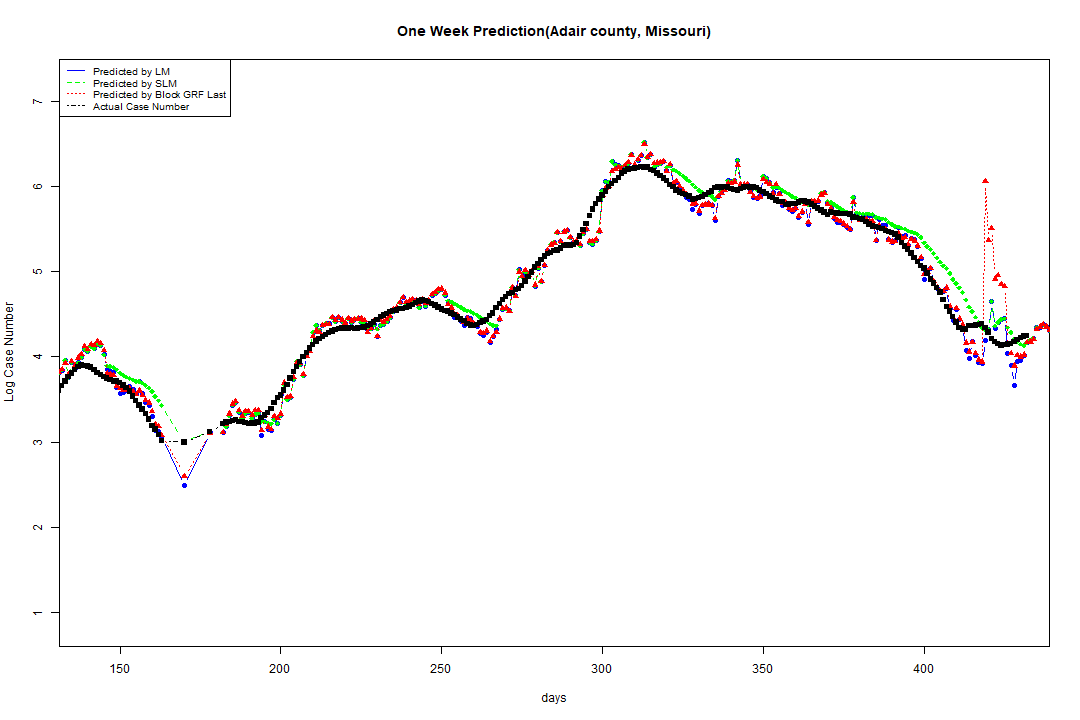 One Week Prediction(Adair county, Missouri)
Predicted by LM
Predicted by SLM
Predicted by Block GRF Last
Actual Case Number
7
6
5
4
3
2
1
Log Case Number
150 200 250 300 350 400
days